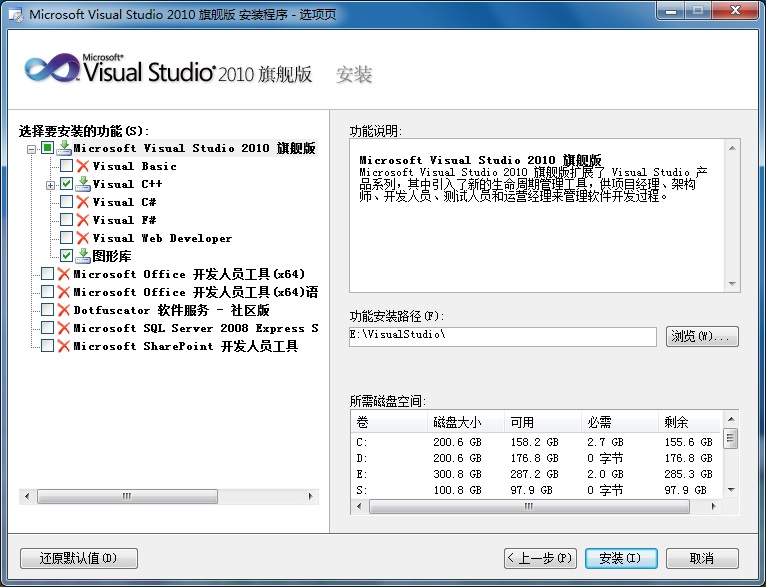 Microsoft Visual Studio 2010 旗舰版 安装程序 - 选项页
Microsoft
Visual Studio 2010 旗舰版 安装
选择要安装的功能(S):
Microsoft Visual Studio 2010 旗舰版
Visual Basic
Visual C++
Visual C#
Visual F#
Visual Web Developer
图形库
Microsoft Office 开发人员工具(x64)
Microsoft Office 开发人员工具(x64)语
Dotfuscator 软件服务 - 社区版
Microsoft SQL Server 2008 Express S
Microsoft SharePoint 开发人员工具
功能说明:
Microsoft Visual Studio 2010 旗舰版
Microsoft Visual Studio 2010 旗舰版扩展了 Visual Studio 产
品系列，其中引入了新的生命周期管理工具，供项目经理、架构
师、开发人员、测试人员和运营经理来管理软件开发过程。
功能安装路径(F):
E:\VisualStudio\
浏览(W)...
所需磁盘空间:
卷 磁盘大小 可用 必需 剩余
C: 200.6 GB 158.2 GB 2.7 GB 155.6 GB
D: 200.6 GB 176.8 GB 0 字节 176.8 GB
E: 300.8 GB 287.2 GB 2.0 GB 285.3 GB
S: 100.8 GB 97.9 GB 0 字节 97.9 GB
还原默认值(D) <上一步(P) 安装(I) 取消